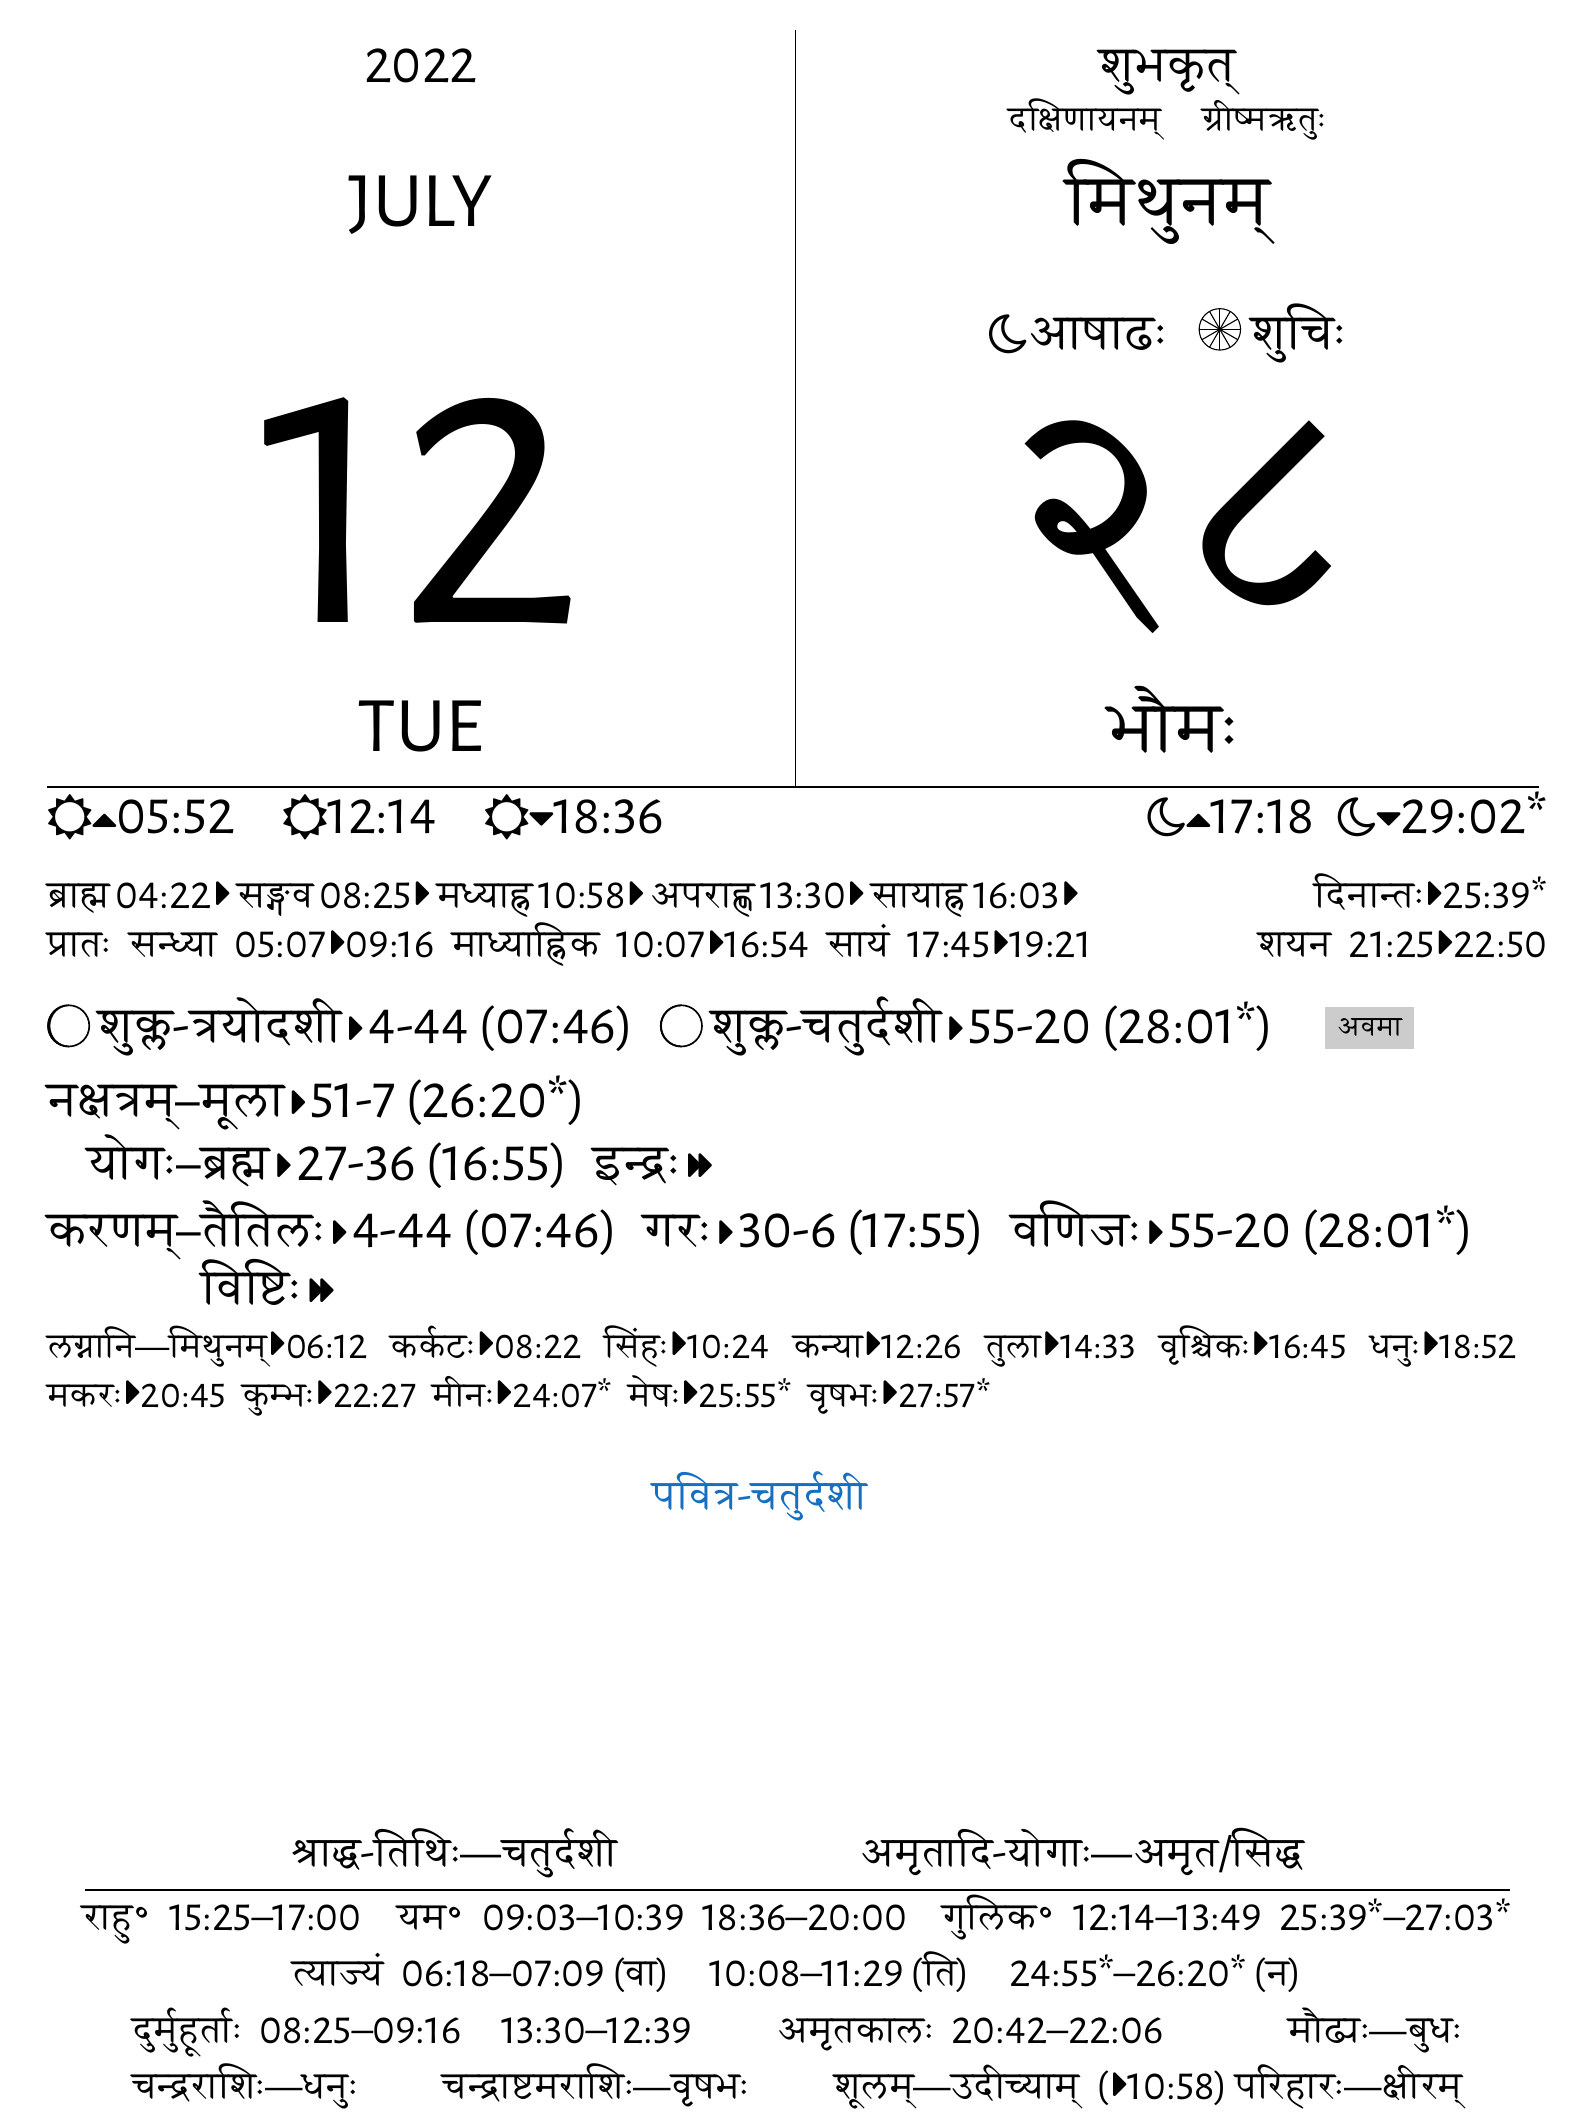 2022
JULY
12
TUE
शुभकृत्
दक्षिणायनम् ग्रीष्मऋतुः
मिथुनम्
आषाढः शुचिः
२८
भौमः
05:52 12:14 18:36 17:18 29:02*
ब्राह्म 04:22 सङ्गव 08:25 मध्याह्न 10:58 अपराह्ण 13:30 सायाह्न 16:03 दिनान्तः 25:39*
प्रातः सन्ध्या 05:07 09:16 माध्याह्निक 10:07 16:54 सायं 17:45 19:21 शयन 21:25 22:50
शुक्ल-त्रयोदशी 4-44 (07:46) शुक्ल-चतुर्दशी 55-20 (28:01*) अवमा
नक्षत्रम्–मूला 51-7 (26:20*)
योगः–ब्रह्म 27-36 (16:55) इन्द्रः
करणम्–तैतिलः 4-44 (07:46) गरः 30-6 (17:55) वणिजः 55-20 (28:01*)
विष्टिः
लग्नानि—मिथुनम् 06:12 कर्कटः 08:22 सिंहः 10:24 कन्या 12:26 तुला 14:33 वृश्चिकः 16:45 धनुः 18:52
मकरः 20:45 कुम्भः 22:27 मीनः 24:07* मेषः 25:55* वृषभः 27:57*
पवित्र-चतुर्दशी
श्राद्ध-तिथिः—चतुर्दशी अमृतादि-योगाः—अमृत/सिद्ध
राहु॰ 15:25–17:00 यम॰ 09:03–10:39 18:36–20:00 गुलिक॰ 12:14–13:49 25:39*–27:03*
त्याज्यं 06:18–07:09 (वा) 10:08–11:29 (ति) 24:55*–26:20* (न)
दुर्मुहूर्ताः 08:25–09:16 13:30–12:39 अमृतकालः 20:42–22:06 मौढ्यः—बुधः
चन्द्रराशिः—धनुः चन्द्राष्टमराशिः—वृषभः शूलम्—उदीच्याम् (10:58) परिहारः—क्षीरम्